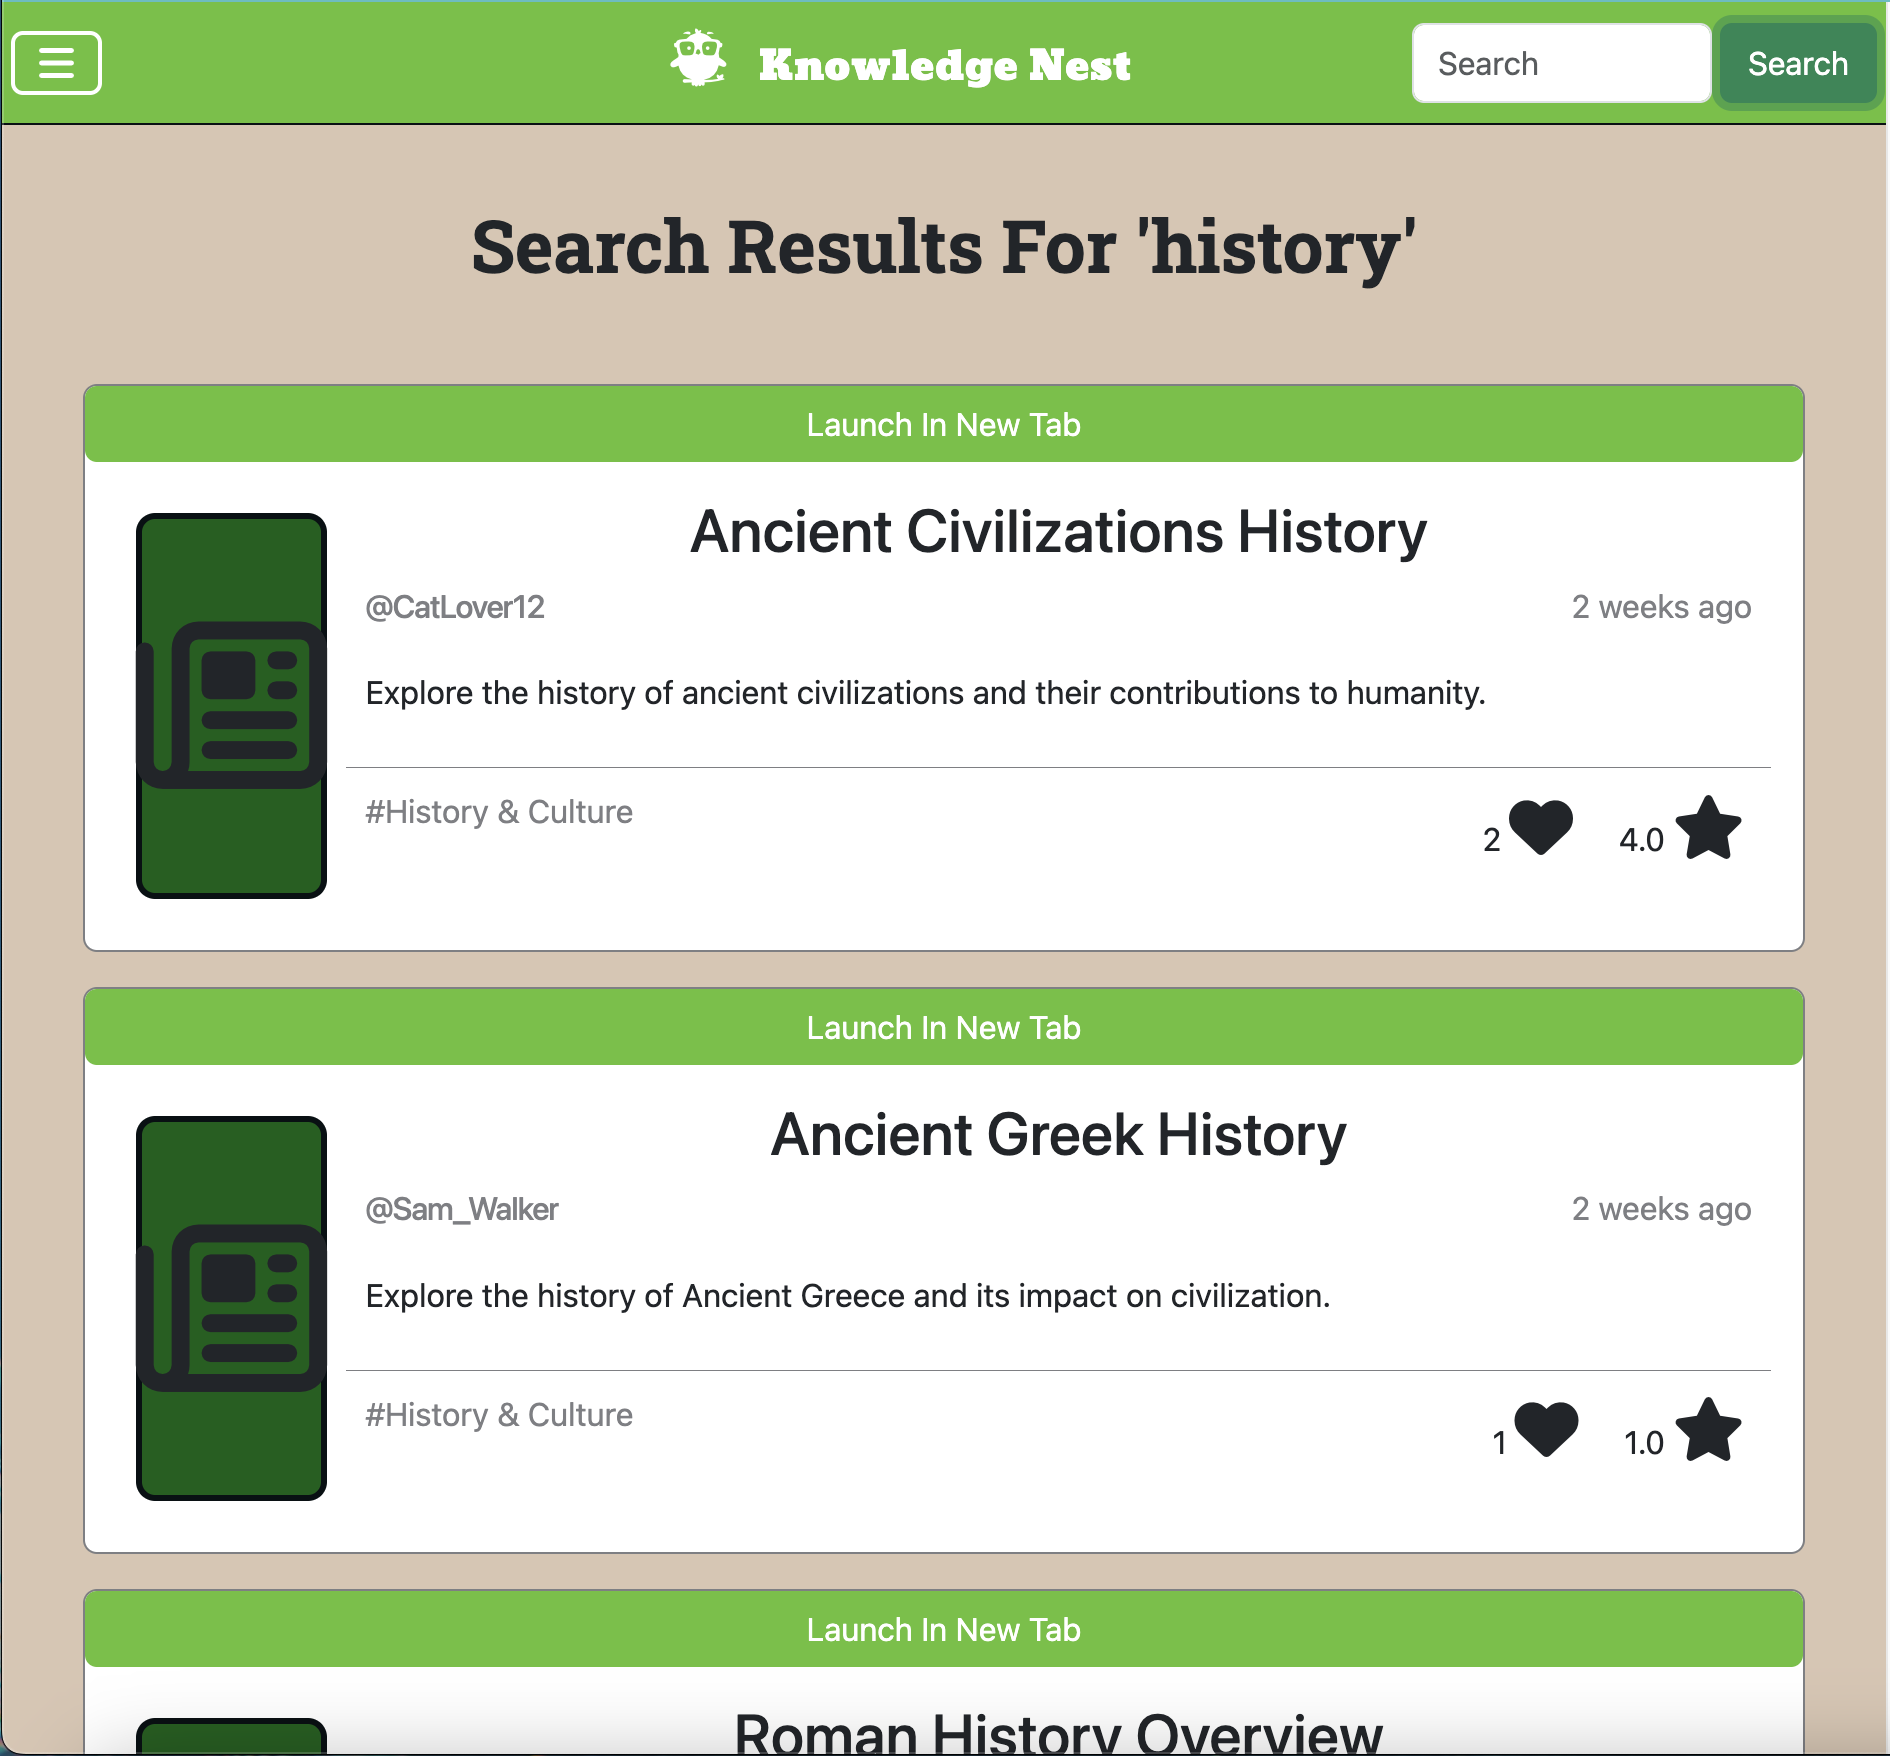 Knowledge Nest
Search
Search
Search Results For 'history'
Launch In New Tab
Ancient Civilizations History
@CatLover12
2 weeks ago
Explore the history of ancient civilizations and their contributions to humanity.
#History & Culture
2
4.0
Launch In New Tab
Ancient Greek History
@Sam_Walker
2 weeks ago
Explore the history of Ancient Greece and its impact on civilization.
#History & Culture
1
1.0
Launch In New Tab
Roman History Overview